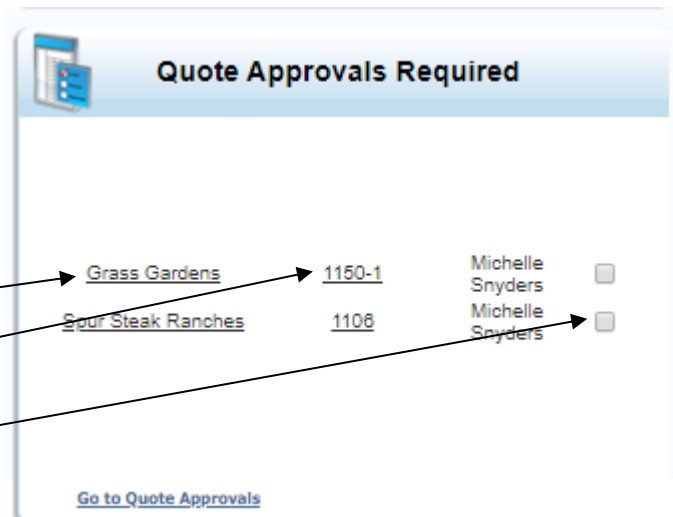 Quote Approvals Required
Grass Gardens 1150-1 Michelle Snyders
Spur Steak Ranches 1106 Michelle Snyders
Go to Quote Approvals